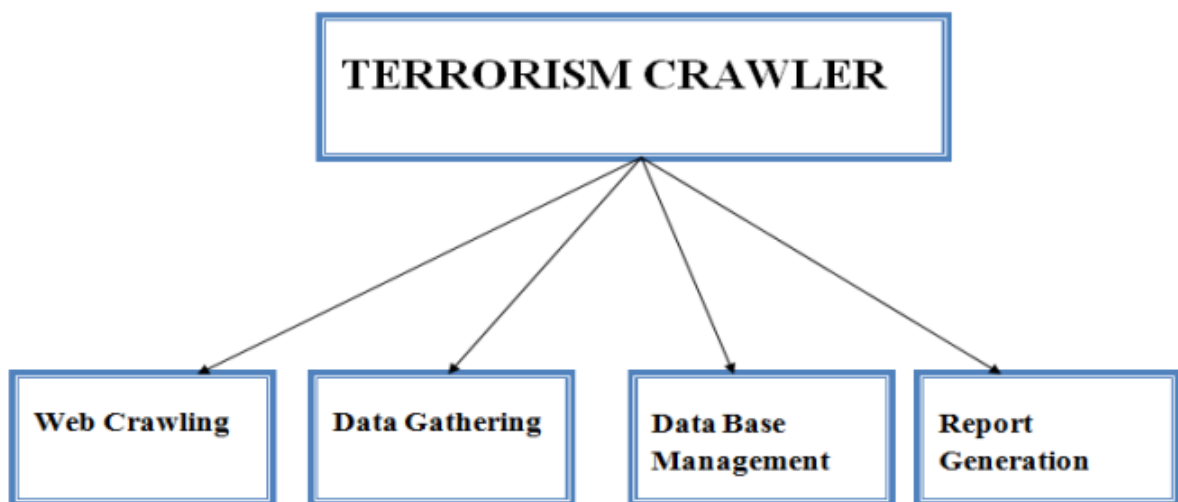 TERRORISM CRAWLER
Web Crawling
Data Gathering
Data Base
Management
Report
Generation